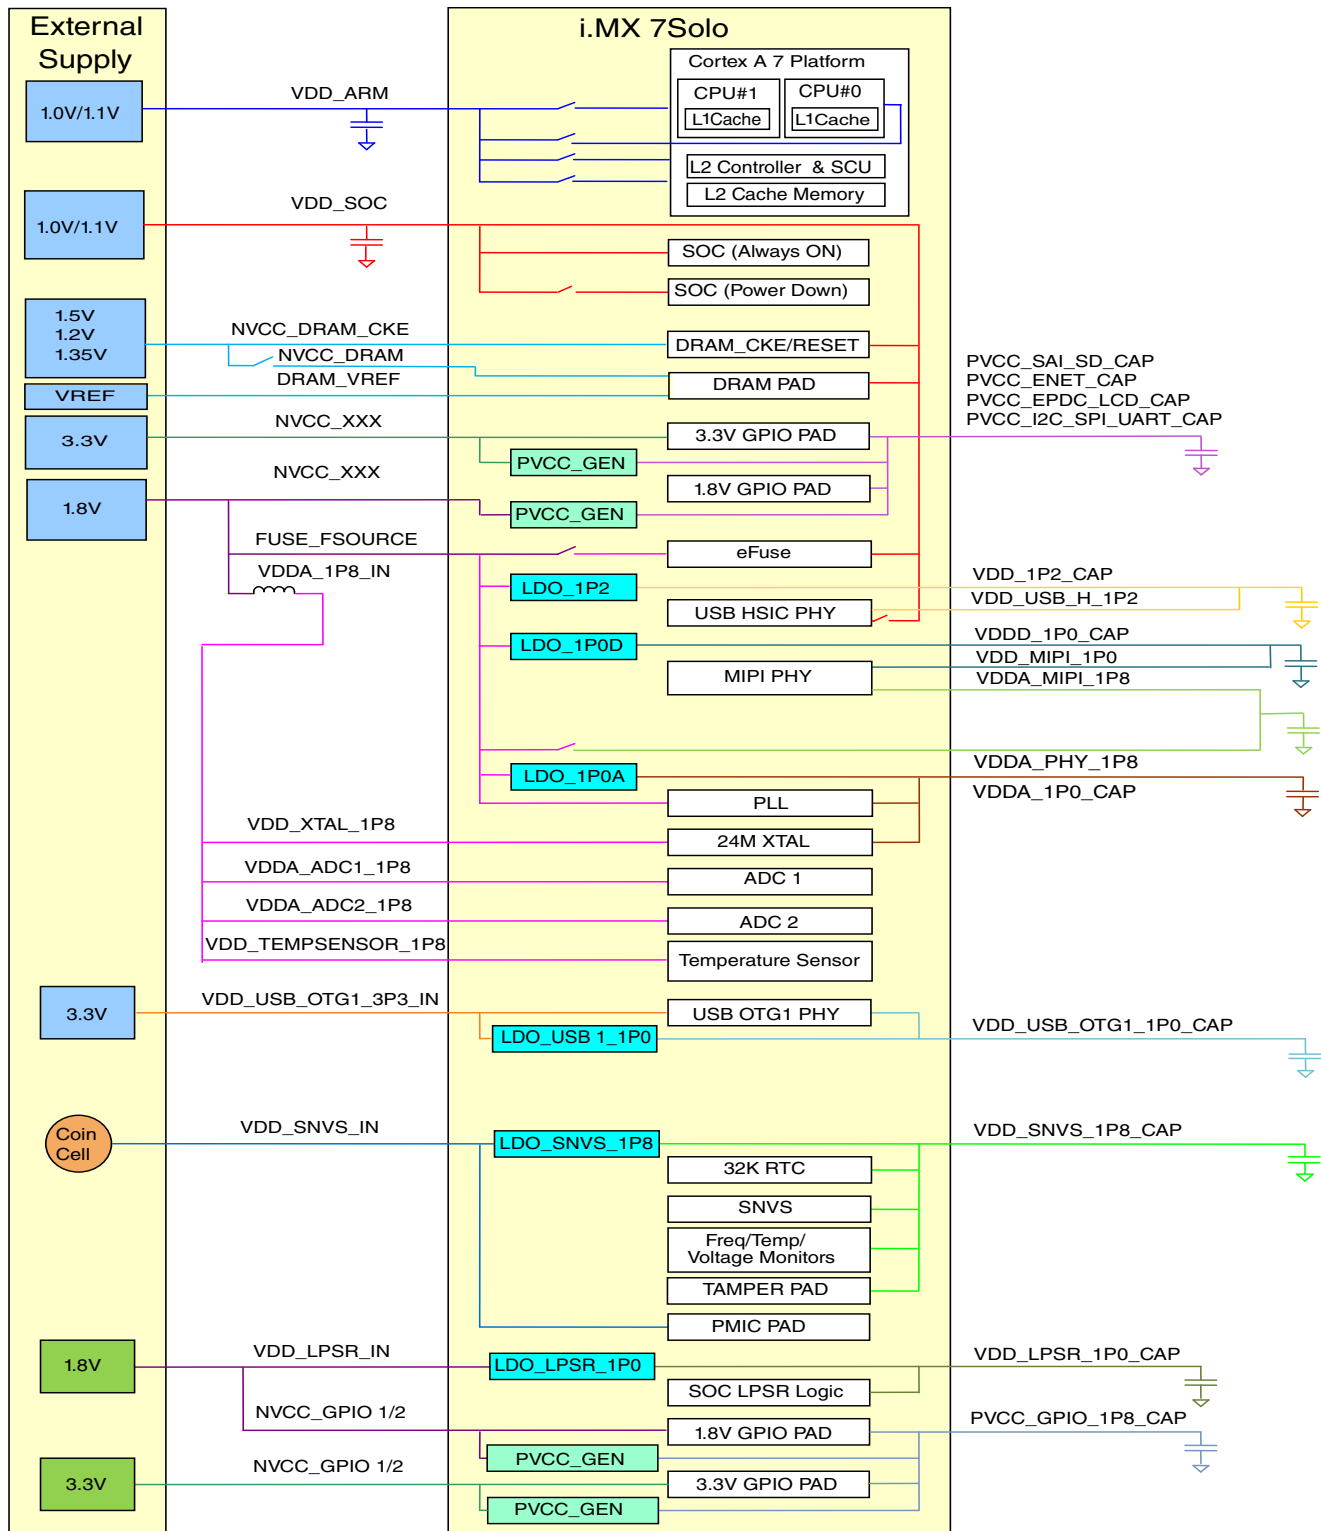 External
Supply
i.MX 7Solo
Cortex A 7 Platform
CPU#1
CPU#0
L1Cache
L1Cache
L2 Controller & SCU
L2 Cache Memory
1.0V/1.1V
VDD_ARM
1.0V/1.1V
VDD_SOC
SOC (Always ON)
SOC (Power Down)
1.5V
1.2V
1.35V
NVCC_DRAM_CKE
DRAM_CKE/RESET
NVCC_DRAM
DRAM_VREF
DRAM PAD
VREF
PVCC_SAI_SD_CAP
PVCC_ENET_CAP
PVCC_EPDC_LCD_CAP
PVCC_I2C_SPI_UART_CAP
3.3V
NVCC_XXX
3.3V GPIO PAD
PVCC_GEN
NVCC_XXX
1.8V GPIO PAD
1.8V
PVCC_GEN
FUSE_FSOURCE
eFuse
VDDA_1P8_IN
LDO_1P2
VDD_1P2_CAP
USB HSIC PHY
VDD_USB_H_1P2
LDO_1P0D
VDDD_1P0_CAP
MIPI PHY
VDD_MIPI_1P0
VDDA_MIPI_1P8
LDO_1P0A
VDDA_PHY_1P8
VDDA_1P0_CAP
PLL
VDD_XTAL_1P8
24M XTAL
VDDA_ADC1_1P8
ADC 1
VDDA_ADC2_1P8
ADC 2
VDD_TEMPSENSOR_1P8
Temperature Sensor
3.3V
VDD_USB_OTG1_3P3_IN
USB OTG1 PHY
LDO_USB 1_1P0
VDD_USB_OTG1_1P0_CAP
Coin
Cell
VDD_SNVS_IN
LDO_SNVS_1P8
VDD_SNVS_1P8_CAP
32K RTC
SNVS
Freq/Temp/
Voltage Monitors
TAMPER PAD
PMIC PAD
1.8V
VDD_LPSR_IN
LDO_LPSR_1P0
VDD_LPSR_1P0_CAP
SOC LPSR Logic
NVCC_GPIO 1/2
1.8V GPIO PAD
PVCC_GPIO_1P8_CAP
PVCC_GEN
3.3V
NVCC_GPIO 1/2
3.3V GPIO PAD
PVCC_GEN